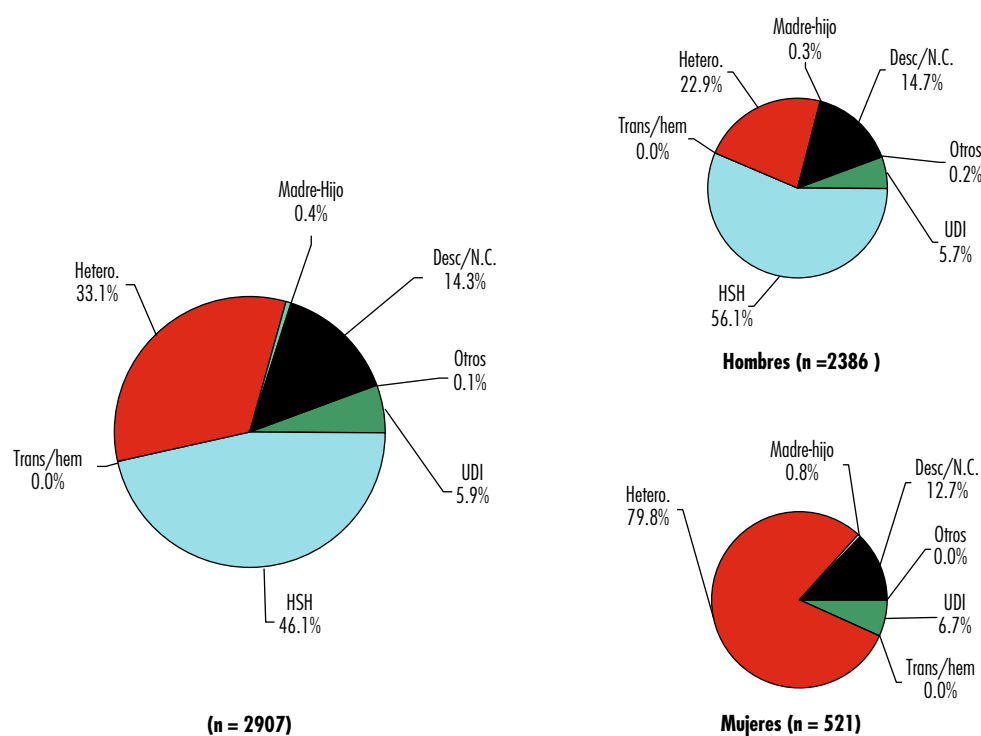 Madre-Hijo
0.4%
Hetero.
33.1%
Desc/N.C.
14.3%
Otros
0.1%
Trans/hem
0.0%
UDI
5.9%
HSH
46.1%
(n = 2907)
Madre-hijo
0.3%
Hetero.
22.9%
Desc/N.C.
14.7%
Trans/hem
0.0%
Otros
0.2%
UDI
5.7%
HSH
56.1%
Hombres (n =2386 )
Madre-hijo
0.8%
Desc/N.C.
12.7%
Hetero.
79.8%
Otros
0.0%
UDI
6.7%
Trans/hem
0.0%
Mujeres (n = 521)